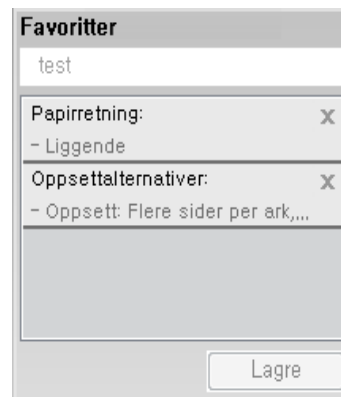 Favoritter
test
Papirretning:
x
- Liggende
Oppsettalternativer:
x
- Oppsett: Flere sider per ark,...
Lagre